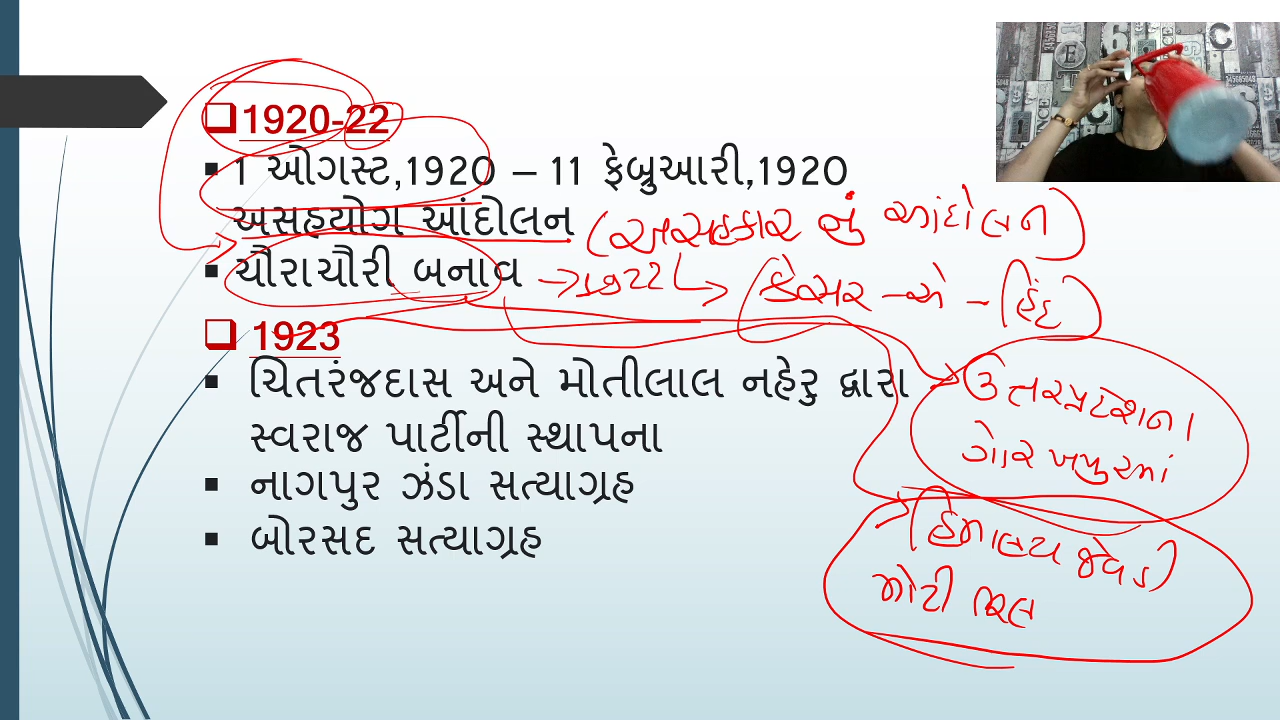 1920-22
1 ઓગસ્ટ,1920 – 11 ફેબ્રુઆરી,1920
અસહયોગ આંદોલન (અસહકાર નું આંદોલન)
ચૌરાચૌરી બનાવ → 1922 → કેસર-એ-હિંદ
1923
ચિતરંજદાસ અને મોતીલાલ નહેરુ દ્વારા
સ્વરાજ પાર્ટીની સ્થાપના
નાગપુર ઝંડા સત્યાગ્રહ
બોરસદ સત્યાગ્રહ
ઉત્તરપ્રદેશના
ગોરખપુરમાં
હિમાલય જેવડી
મોટી ભૂલ